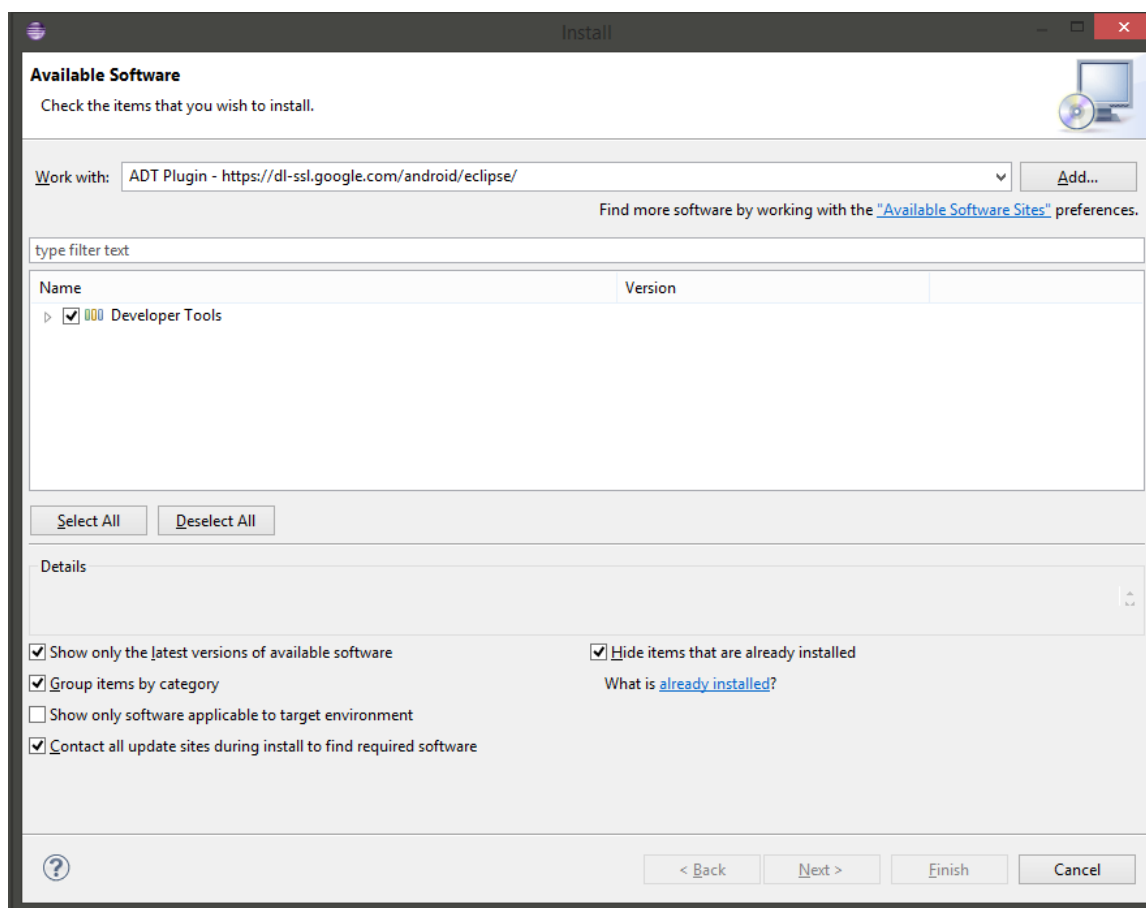 Install
Available Software
Check the items that you wish to install.
Work with: ADT Plugin - https://dl-ssl.google.com/android/eclipse/ Add...
Find more software by working with the "Available Software Sites" preferences.
type filter text
Name Version
Developer Tools
Select All Deselect All
Details
Show only the latest versions of available software Hide items that are already installed
Group items by category What is already installed?
Show only software applicable to target environment
Contact all update sites during install to find required software
? < Back Next > Finish Cancel